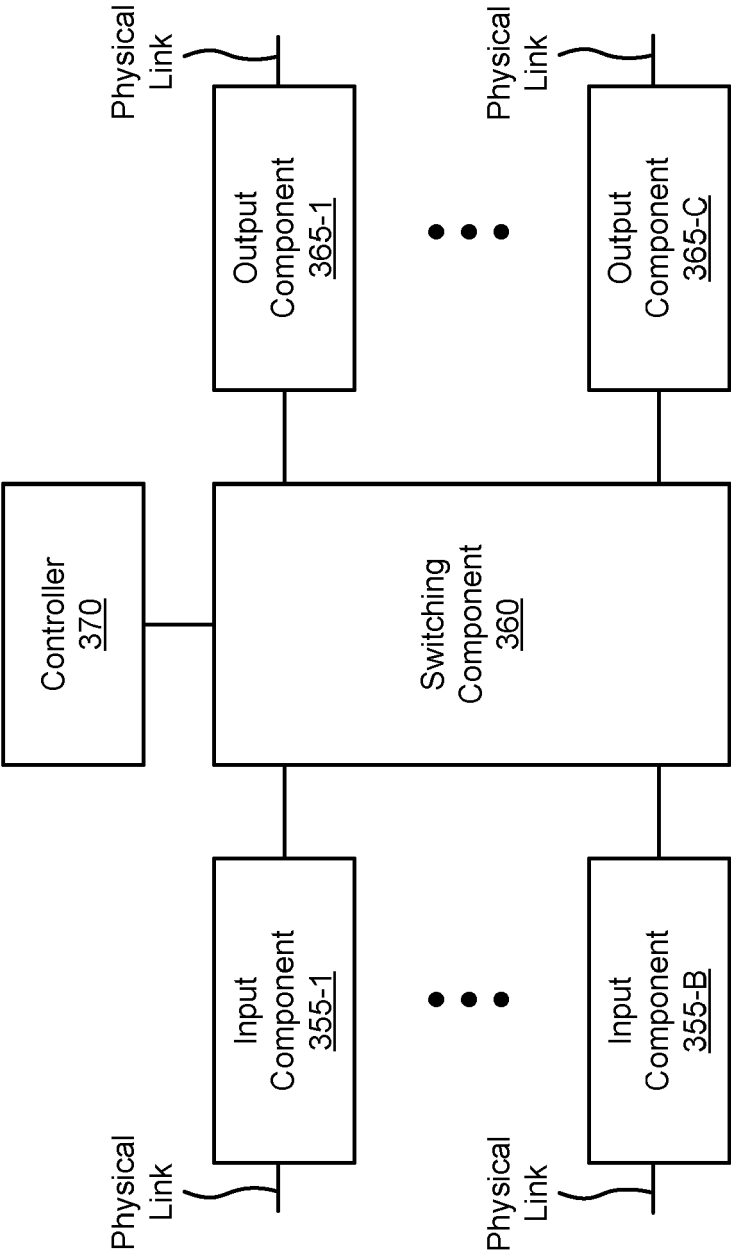 Controller
370
Physical
Link
Input
Component
355-1
Switching
Component
360
Output
Component
365-1
Physical
Link
Physical
Link
Input
Component
355-B
Output
Component
365-C
Physical
Link